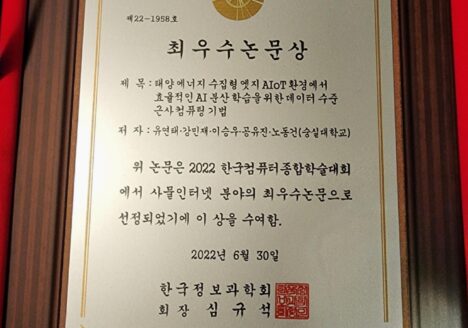 제22-1958호
최우수논문상
제 목 : 태양에너지 수집형 엣지 AIoT 환경에서
효율적인 AI 분산 학습을 위한 데이터 수준
근사 컴퓨팅 기법
저 자 : 유연태·강민재·이승우·공유진·노동건(숭실대학교)
위 논문은 2022 한국컴퓨터종합학술대회
에서 사물인터넷 분야의 최우수논문으로
선정되었기에 이 상을 수여함.
2022년 6월 30일
한국정보과학회
회장 심규석